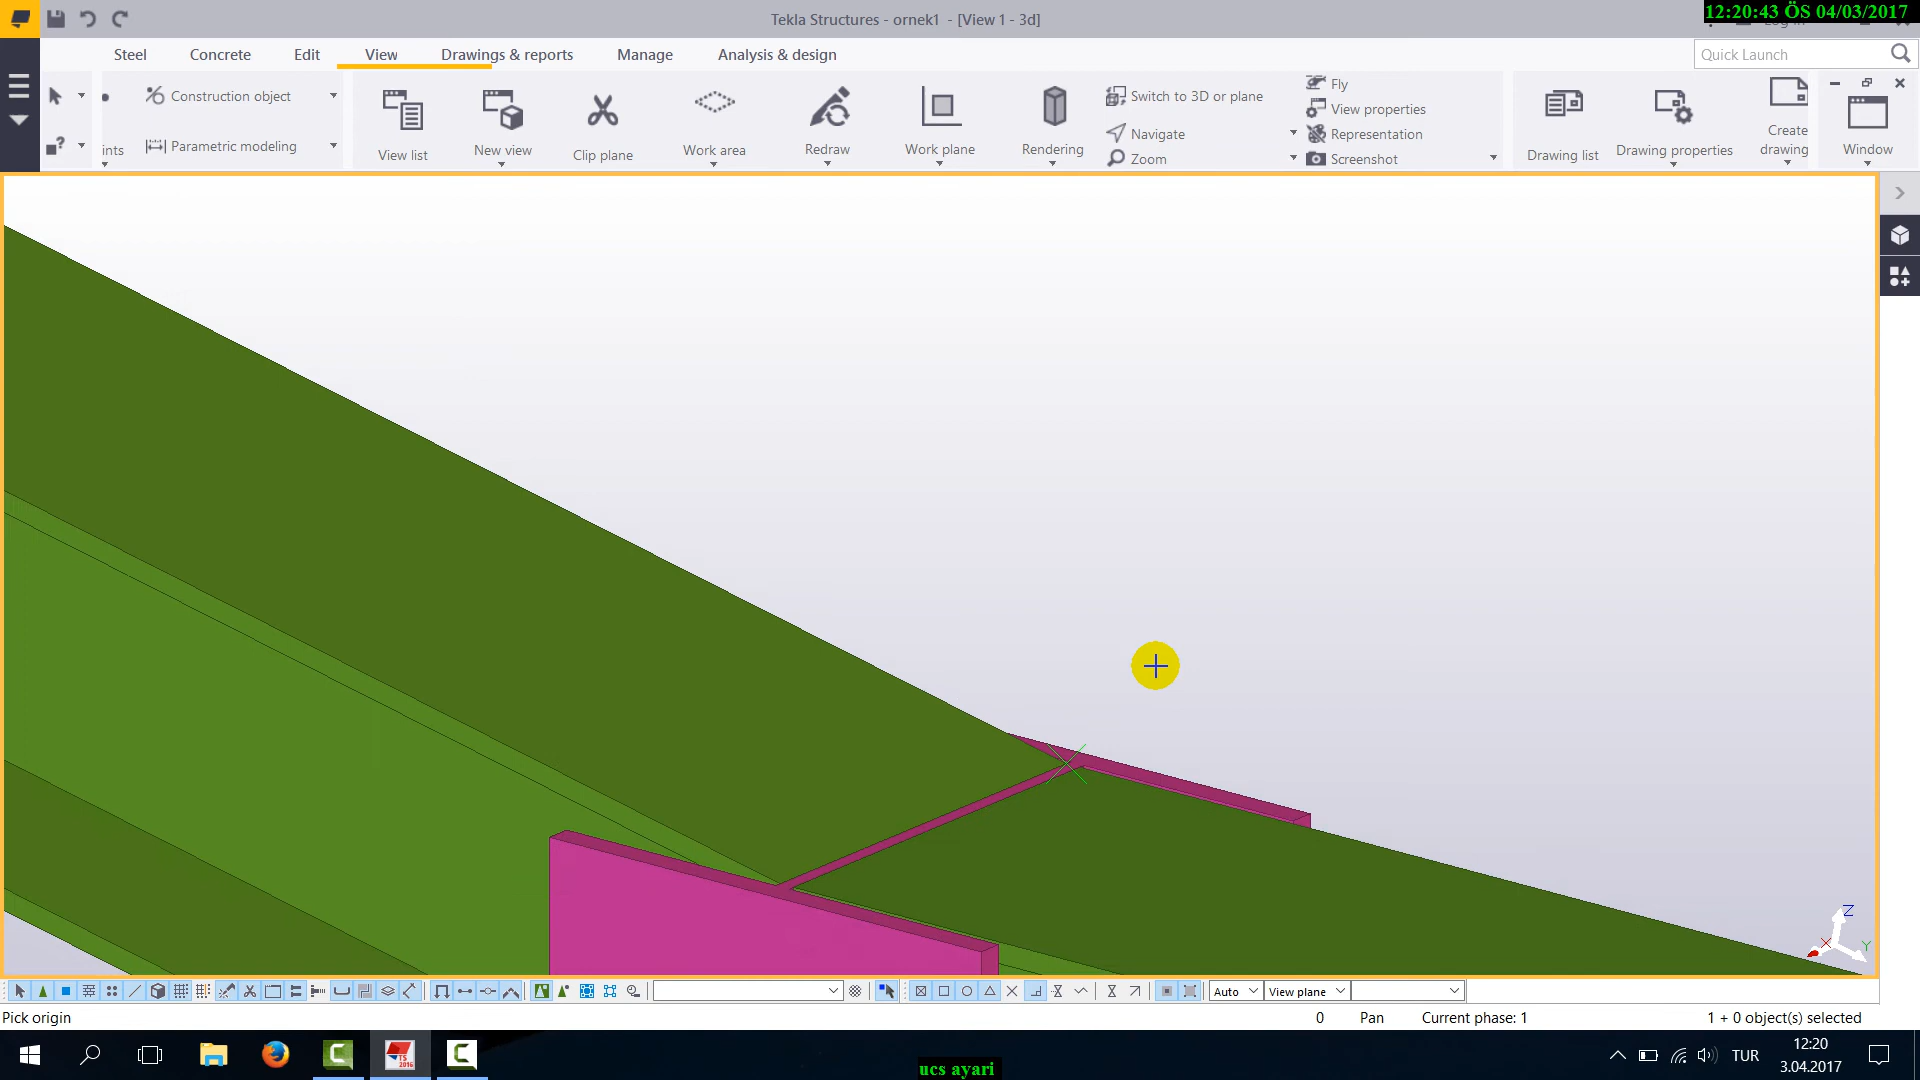 Tekla Structures - ornek1 - [View 1 - 3d]
12:20:43 ÖS 04/03/2017
Steel
Concrete
Edit
View
Drawings & reports
Manage
Analysis & design
Quick Launch
Construction object
ints
Parametric modeling
View list
New view
Clip plane
Work area
Redraw
Work plane
Rendering
Switch to 3D or plane
Navigate
Zoom
Fly
View properties
Representation
Screenshot
Drawing list
Drawing properties
Create
drawing
Window
Z
X
Y
Auto
View plane
Pick origin
0
Pan
Current phase: 1
1 + 0 object(s) selected
TS
2016
TUR
12:20
3.04.2017
ucs ayari